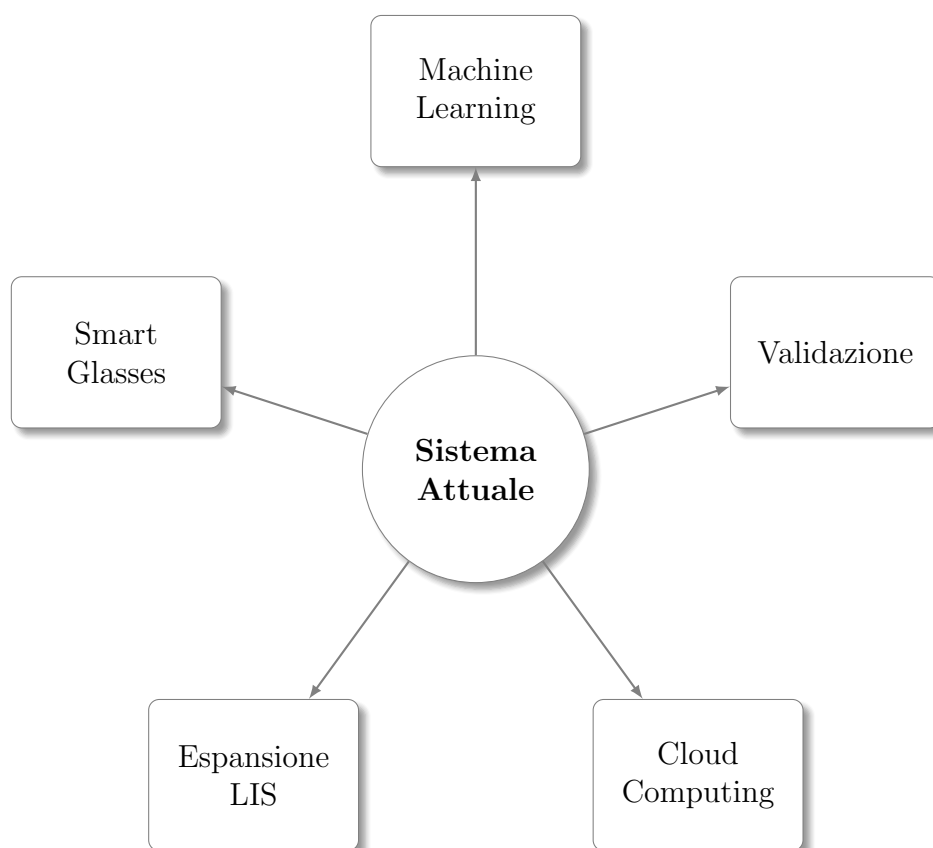 Machine
Learning
Smart
Glasses
Validazione
Sistema
Attuale
Espansione
LIS
Cloud
Computing